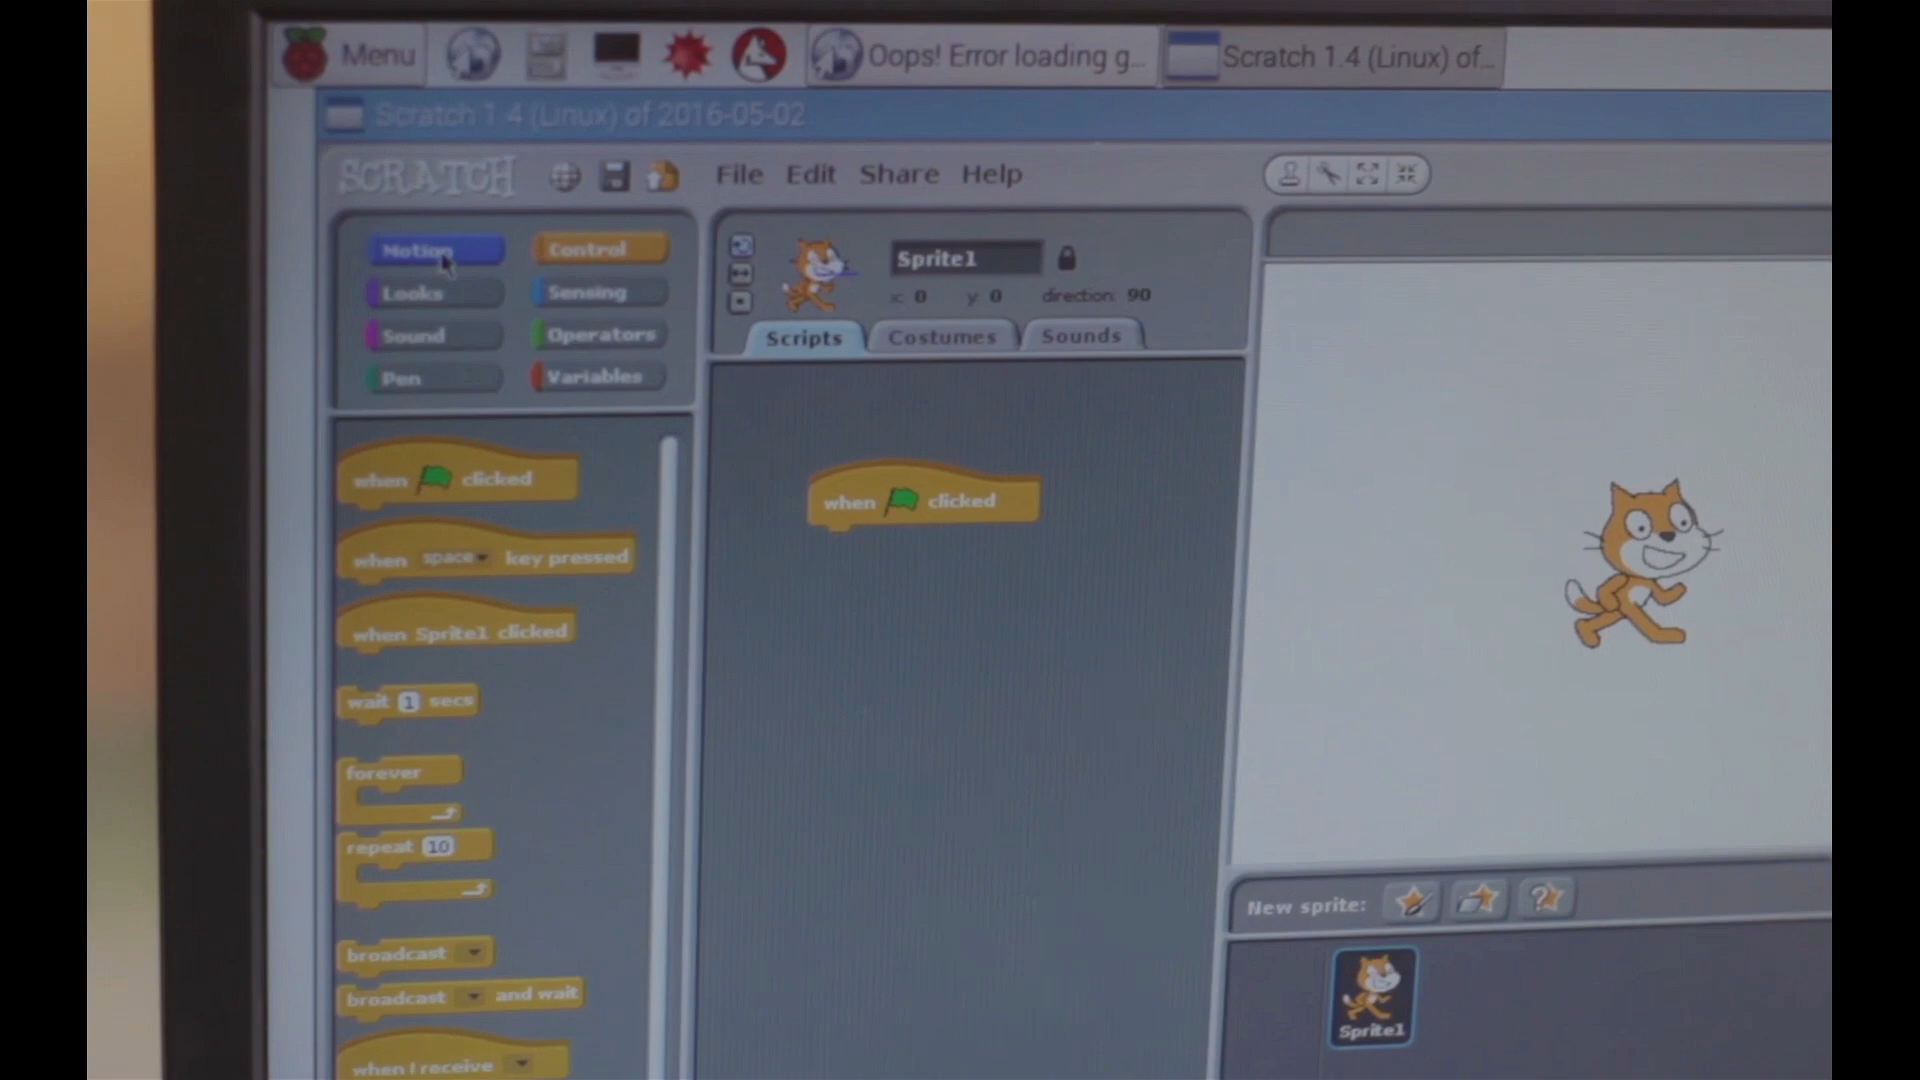 Menu
Oops! Error loading g...
Scratch 1.4 (Linux) of...
Scratch 1.4 (Linux) of 2016-05-02
SCRATCH
File Edit Share Help
Motion
Control
Looks
Sensing
Sound
Operators
Pen
Variables
Sprite1
x: 0 y: 0 direction: 90
Scripts
Costumes
Sounds
when clicked
when space key pressed
when Sprite1 clicked
wait 1 secs
forever
repeat 10
broadcast
broadcast and wait
when I receive
when clicked
New sprite:
Sprite1